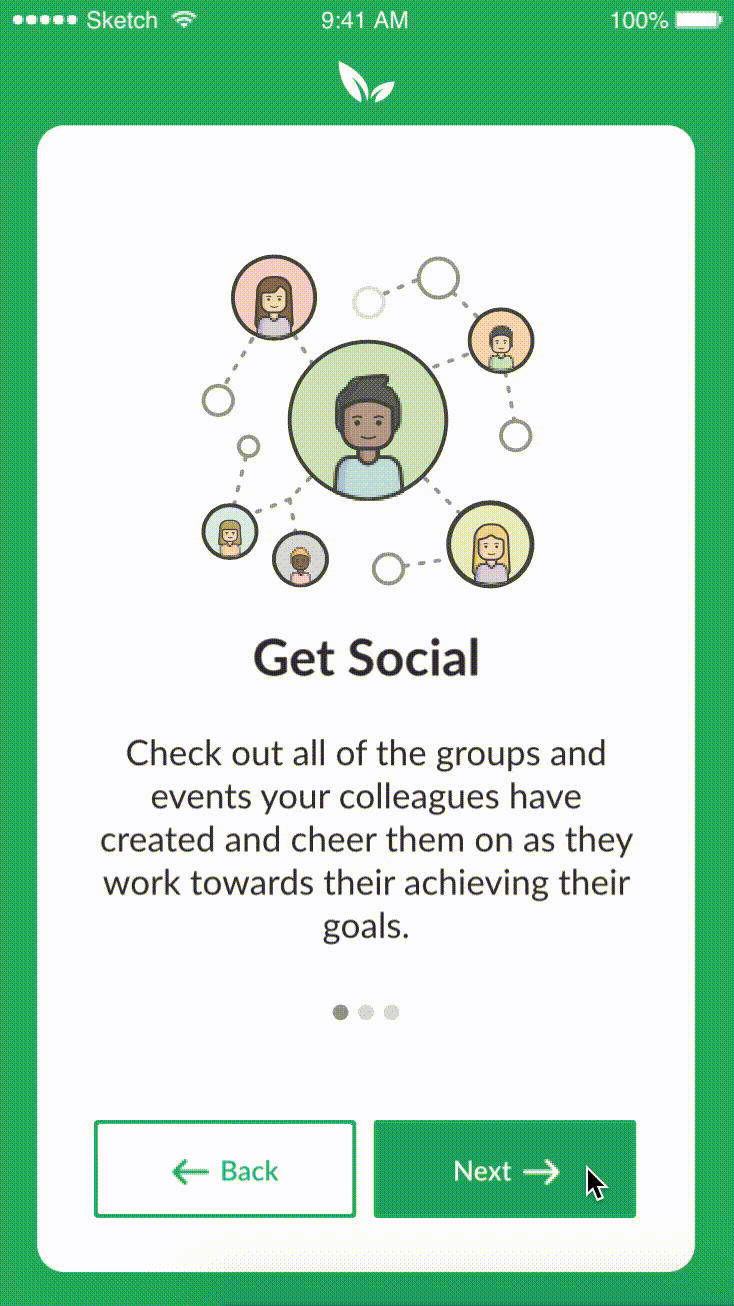 Sketch 9:41 AM 100%
Get Social
Check out all of the groups and
events your colleagues have
created and cheer them on as they
work towards their achieving their
goals.
Back Next